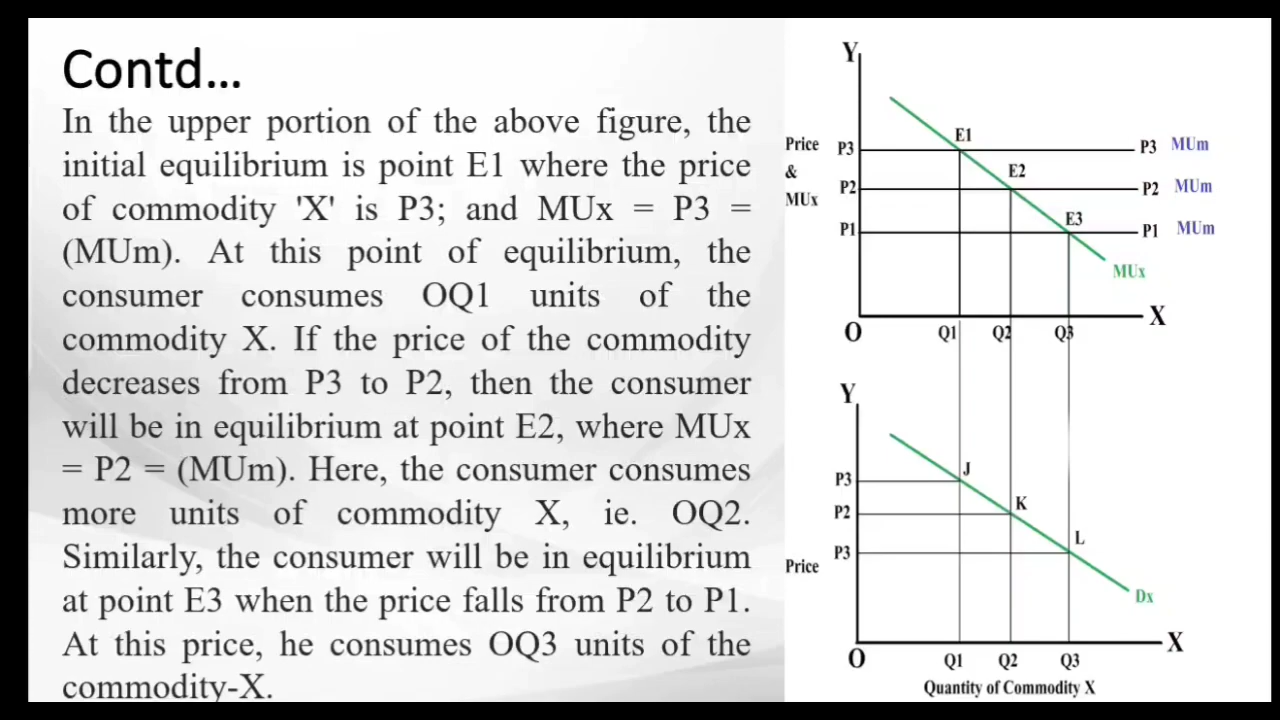 Contd...
In the upper portion of the above figure, the
initial equilibrium is point E1 where the price
of commodity 'X' is P3; and MUx = P3 =
(MUm). At this point of equilibrium, the
consumer consumes OQ1 units of the
commodity X. If the price of the commodity
decreases from P3 to P2, then the consumer
will be in equilibrium at point E2, where MUx
= P2 = (MUm). Here, the consumer consumes
more units of commodity X, ie. OQ2.
Similarly, the consumer will be in equilibrium
at point E3 when the price falls from P2 to P1.
At this price, he consumes OQ3 units of the
commodity-X.
Y
Price
&
MUx
P3
P2
P1
E1
E2
E3
P3 MUm
P2 MUm
P1 MUm
MUx
O
Q1
Q2
Q3
X
Y
P3
P2
P3
Price
J
K
L
Dx
O
Q1
Q2
Q3
X
Quantity of Commodity X